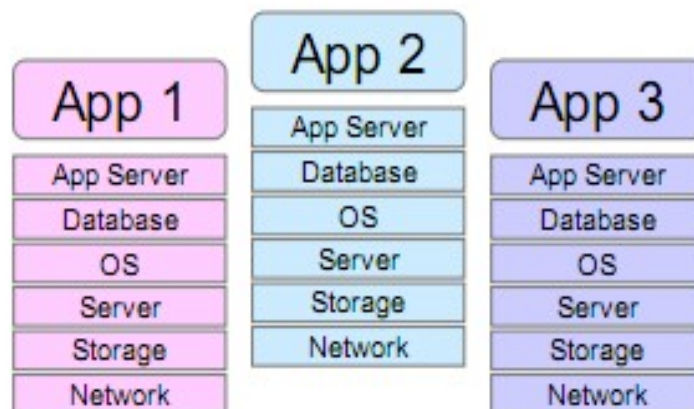 App 1
App Server
Database
OS
Server
Storage
Network
App 2
App Server
Database
OS
Server
Storage
Network
App 3
App Server
Database
OS
Server
Storage
Network